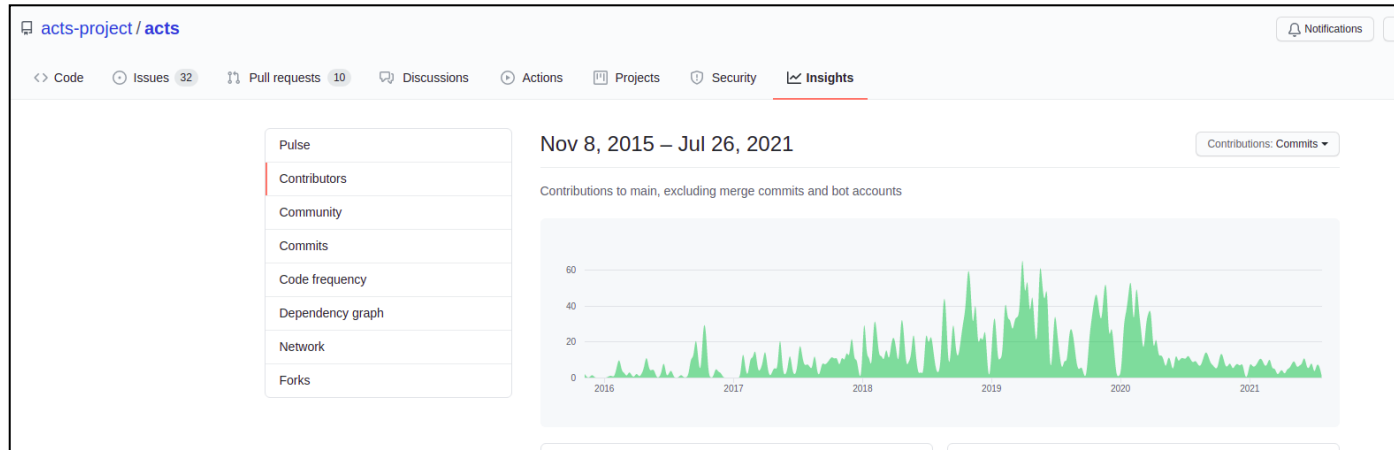 acts-project / acts
Notifications
Code
Issues 32
Pull requests 10
Discussions
Actions
Projects
Security
Insights
Pulse
Contributors
Community
Commits
Code frequency
Dependency graph
Network
Forks
Nov 8, 2015 – Jul 26, 2021
Contributions: Commits
Contributions to main, excluding merge commits and bot accounts
60
40
20
0
2016 2017 2018 2019 2020 2021